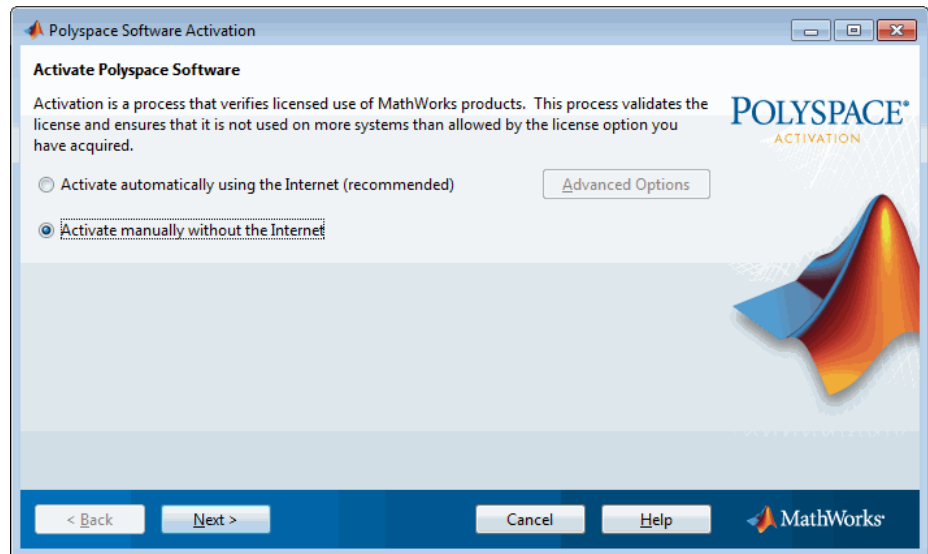 Polyspace Software Activation
Activate Polyspace Software
Activation is a process that verifies licensed use of MathWorks products. This process validates the
license and ensures that it is not used on more systems than allowed by the license option you
have acquired.
POLYSPACE®
ACTIVATION
Activate automatically using the Internet (recommended)
Advanced Options
Activate manually without the Internet
< Back
Next >
Cancel
Help
MathWorks®